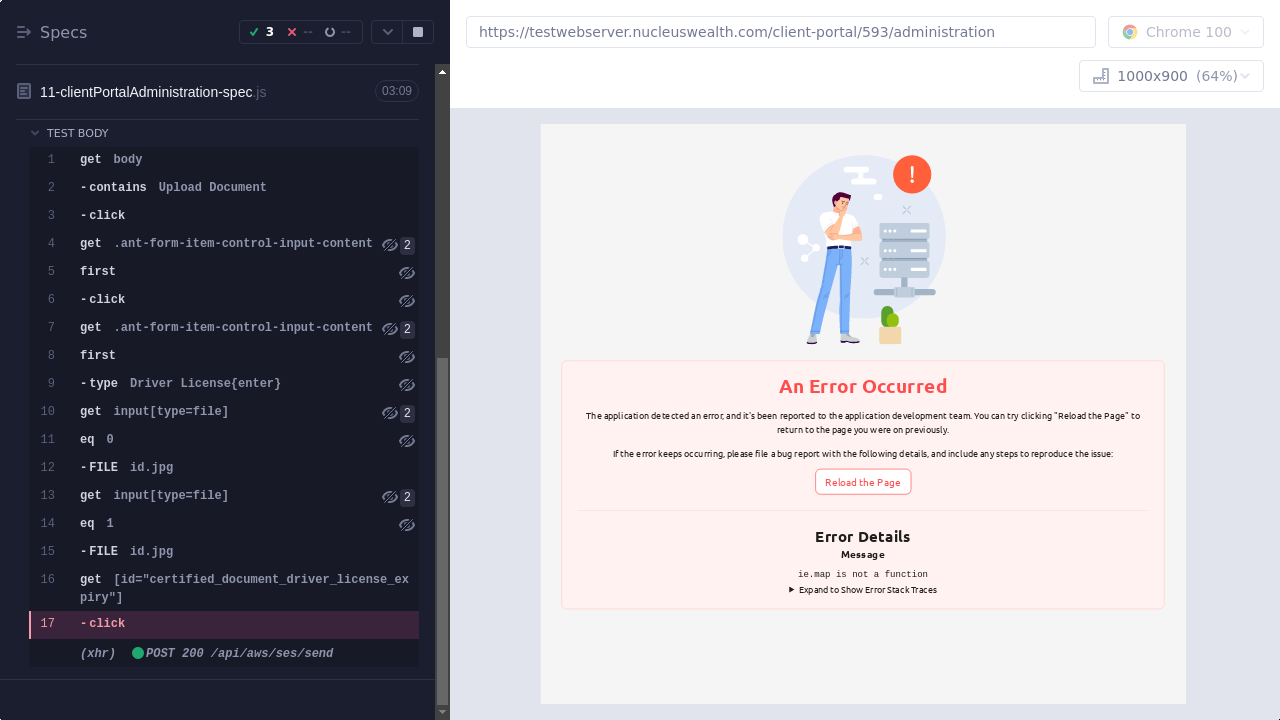 Specs
3
--
--
11-clientPortalAdministration-spec.js
03:09
TEST BODY
1 get body
2 -contains Upload Document
3 -click
4 get .ant-form-item-control-input-content 2
5 first
6 -click
7 get .ant-form-item-control-input-content 2
8 first
9 -type Driver License{enter}
10 get input[type=file] 2
11 eq 0
12 -FILE id.jpg
13 get input[type=file] 2
14 eq 1
15 -FILE id.jpg
16 get [id="certified_document_driver_license_ex
piry"]
17 -click
(xhr) POST 200 /api/aws/ses/send
https://testwebserver.nucleuswealth.com/client-portal/593/administration
Chrome 100
1000x900 (64%)
!
An Error Occurred
The application detected an error, and it's been reported to the application development team. You can try clicking "Reload the Page" to
return to the page you were on previously.
If the error keeps occurring, please file a bug report with the following details, and include any steps to reproduce the issue:
Reload the Page
Error Details
Message
ie.map is not a function
Expand to Show Error Stack Traces